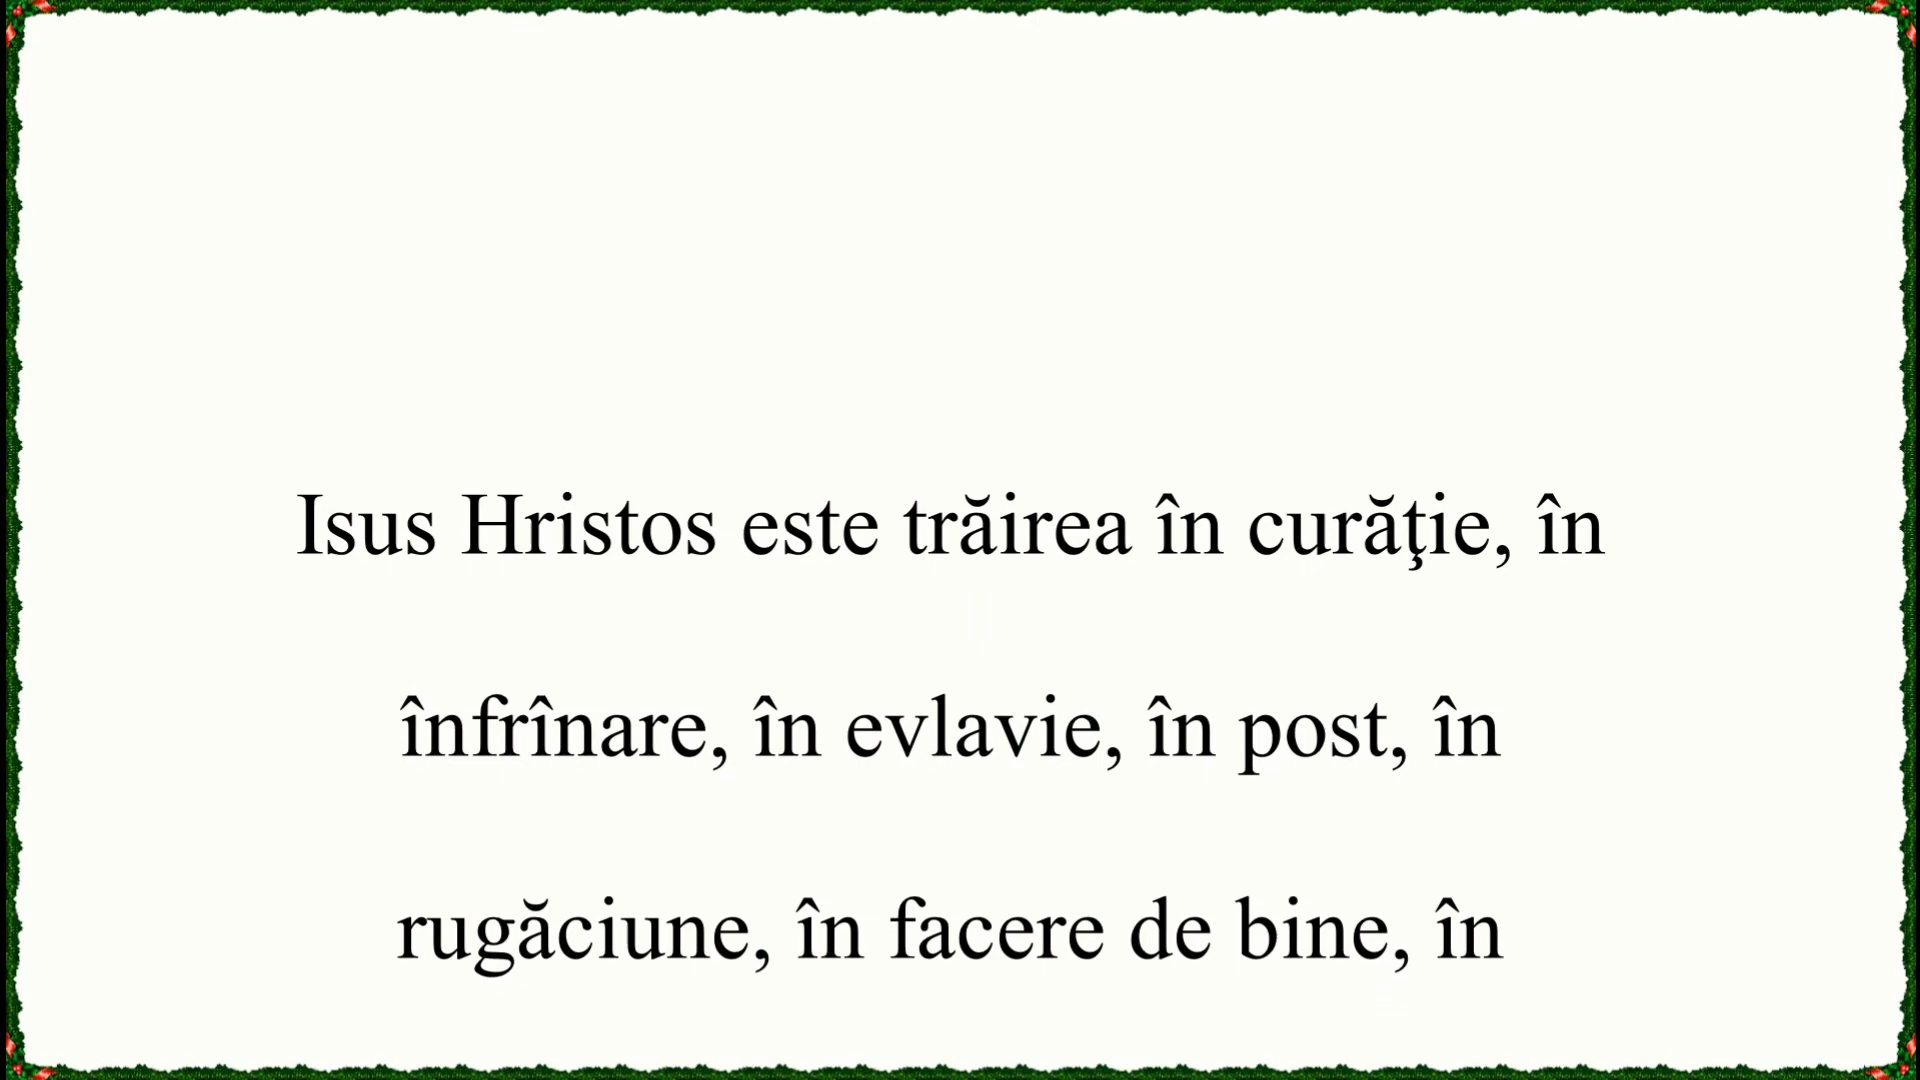 Isus Hristos este trăirea în curăţie, în
înfrînare, în evlavie, în post, în
rugăciune, în facere de bine, în